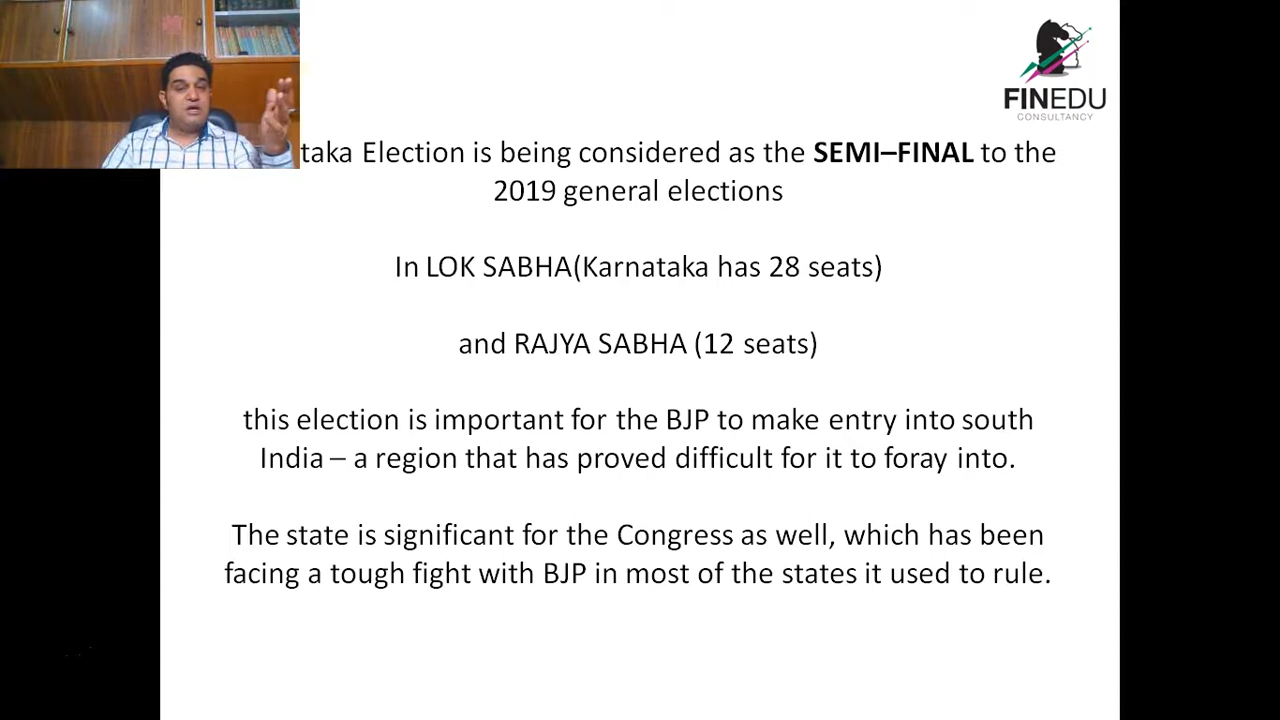 FINEDU
CONSULTANCY
taka Election is being considered as the SEMI–FINAL to the
2019 general elections
In LOK SABHA(Karnataka has 28 seats)
and RAJYA SABHA (12 seats)
this election is important for the BJP to make entry into south
India – a region that has proved difficult for it to foray into.
The state is significant for the Congress as well, which has been
facing a tough fight with BJP in most of the states it used to rule.